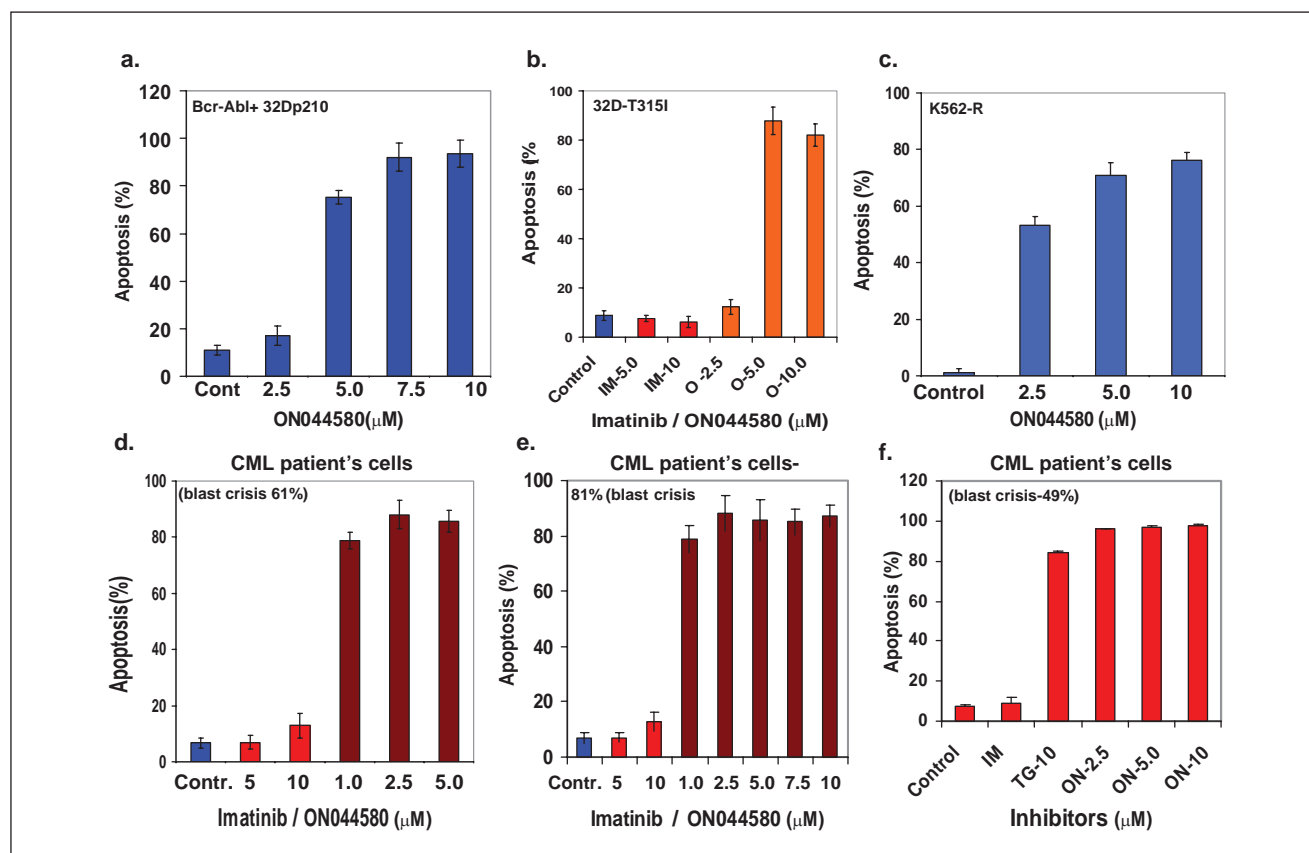 a.
Bcr-Abl+ 32Dp210
Apoptosis (%)
120
100
80
60
40
20
0
Cont 2.5 5.0 7.5 10
ON044580(μM)
b.
32D-T315I
Apoptosis (%
100
80
60
40
20
0
Control IM-5.0 IM-10 O -2.5 O-5.0 O-10.0
Imatinib / ON044580 (μM)
c.
K562-R
Apoptosis (%)
100
80
60
40
20
0
Control 2.5 5.0 10
ON044580 (μM)
d.
CML patient's cells
(blast crisis 61%)
Apoptosis(%)
100
80
60
40
20
0
Contr. 5 10 1.0 2.5 5.0
Imatinib / ON044580 (μM)
e.
CML patient's cells-
81% (blast crisis
Apoptosis (%)
100
80
60
40
20
0
Contr. 5 10 1.0 2.5 5.0 7.5 10
Imatinib / ON044580 (μM)
f.
CML patient's cells
(blast crisis-49%)
Apoptosis (%)
120
100
80
60
40
20
0
Control IM TG-10 ON-2.5 ON-5.0 ON-10
Inhibitors (μM)